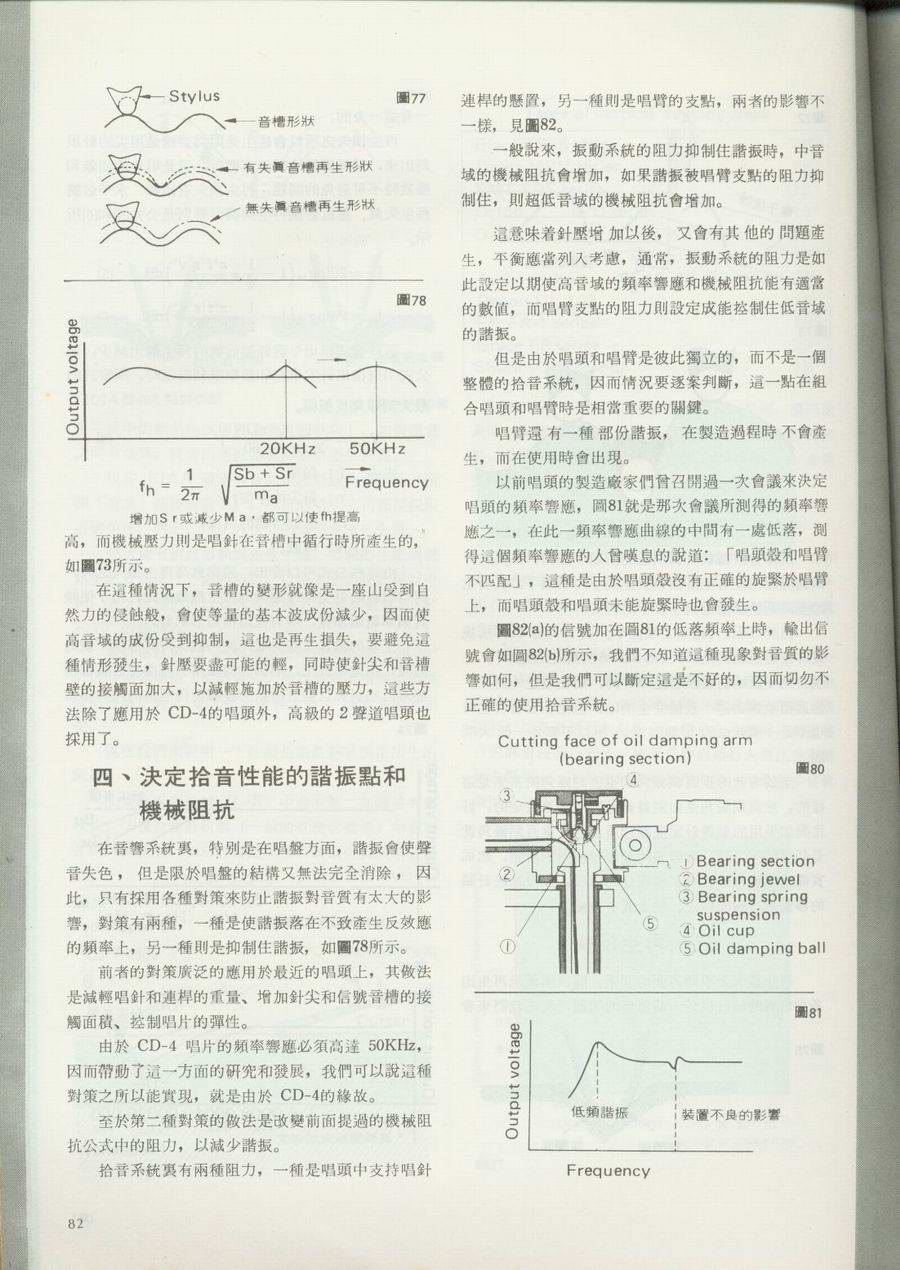 圖77
Stylus
音槽形狀
有失眞音槽再生形狀
無失眞音槽再生形狀
圖78
Output voltage
20KHz 50KHz
fh = 1/2π √(Sb + Sr / ma)
Frequency
增加Sr或減少Ma，都可以使fh提高
高，而機械壓力則是唱針在音槽中循行時所產生的，
如圖73所示。
在這種情況下，音槽的變形就像是一座山受到自
然力的侵蝕般，會使等量的基本波成份減少，因而使
高音域的成份受到抑制，這也是再生損失，要避免這
種情形發生，針壓要盡可能的輕，同時使針尖和音槽
壁的接觸面加大，以減輕施加於音槽的壓力，這些方
法除了應用於 CD-4的唱頭外，高級的2聲道唱頭也
採用了。
四、決定拾音性能的諧振點和
機械阻抗
在音響系統裏，特别是在唱盤方面，諧振會使聲
音失色，但是限於唱盤的結構又無法完全消除，因
此，只有採用各種對策來防止諧振對音質有太大的影
響，對策有兩種，一種是使諧振落在不致產生反效應
的頻率上，另一種則是抑制住諧振，如圖78所示。
前者的對策廣泛的應用於最近的唱頭上，其做法
是減輕唱針和連桿的重量、增加針尖和信號音槽的接
觸面積、控制唱片的彈性。
由於 CD-4 唱片的頻率響應必須高達 50KHz，
因而帶動了這一方面的研究和發展，我們可以說這種
對策之所以能實現，就是由於 CD-4的緣故。
至於第二種對策的做法是改變前面提過的機械阻
抗公式中的阻力，以減少諧振。
拾音系統裏有兩種阻力，一種是唱頭中支持唱針
82
連桿的懸置，另一種則是唱臂的支點，兩者的影響不
一樣，見圖82。
一般說來，振動系統的阻力抑制住諧振時，中音
域的機械阻抗會增加，如果諧振被唱臂支點的阻力抑
制住，則超低音域的機械阻抗會增加。
這意味着針壓增加以後，又會有其他的問題產
生，平衡應當列入考慮，通常，振動系統的阻力是如
此設定以期使高音域的頻率響應和機械阻抗能有適當
的數値，而唱臂支點的阻力則設定成能控制住低音域
的諧振。
但是由於唱頭和唱臂是彼此獨立的，而不是一個
整體的拾音系統，因而情況要逐案判斷，這一點在組
合唱頭和唱臂時是相當重要的關鍵。
唱臂還有一種部份諧振，在製造過程時不會產
生，而在使用時會出現。
以前唱頭的製造廠家們曾召開過一次會議來決定
唱頭的頻率響應，圖81就是那次會議所測得的頻率響
應之一，在此一頻率響應曲線的中間有一處低落，測
得這個頻率響應的人曾嘆息的說道：「唱頭殼和唱臂
不匹配」，這種是由於唱頭殼沒有正確的旋緊於唱臂
上，而唱頭殼和唱頭未能旋緊時也會發生。
圖82(a)的信號加在圖81的低落頻率上時，輸出信
號會如圖82(b)所示，我們不知道這種現象對音質的影
響如何，但是我們可以斷定這是不好的，因而切勿不
正確的使用拾音系統。
Cutting face of oil damping arm
(bearing section)
圖80
③ ④
② ⑤ ①
① Bearing section
② Bearing jewel
③ Bearing spring
suspension
④ Oil cup
⑤ Oil damping ball
圖81
Output voltage
低頻諧振
裝置不良的影響
Frequency